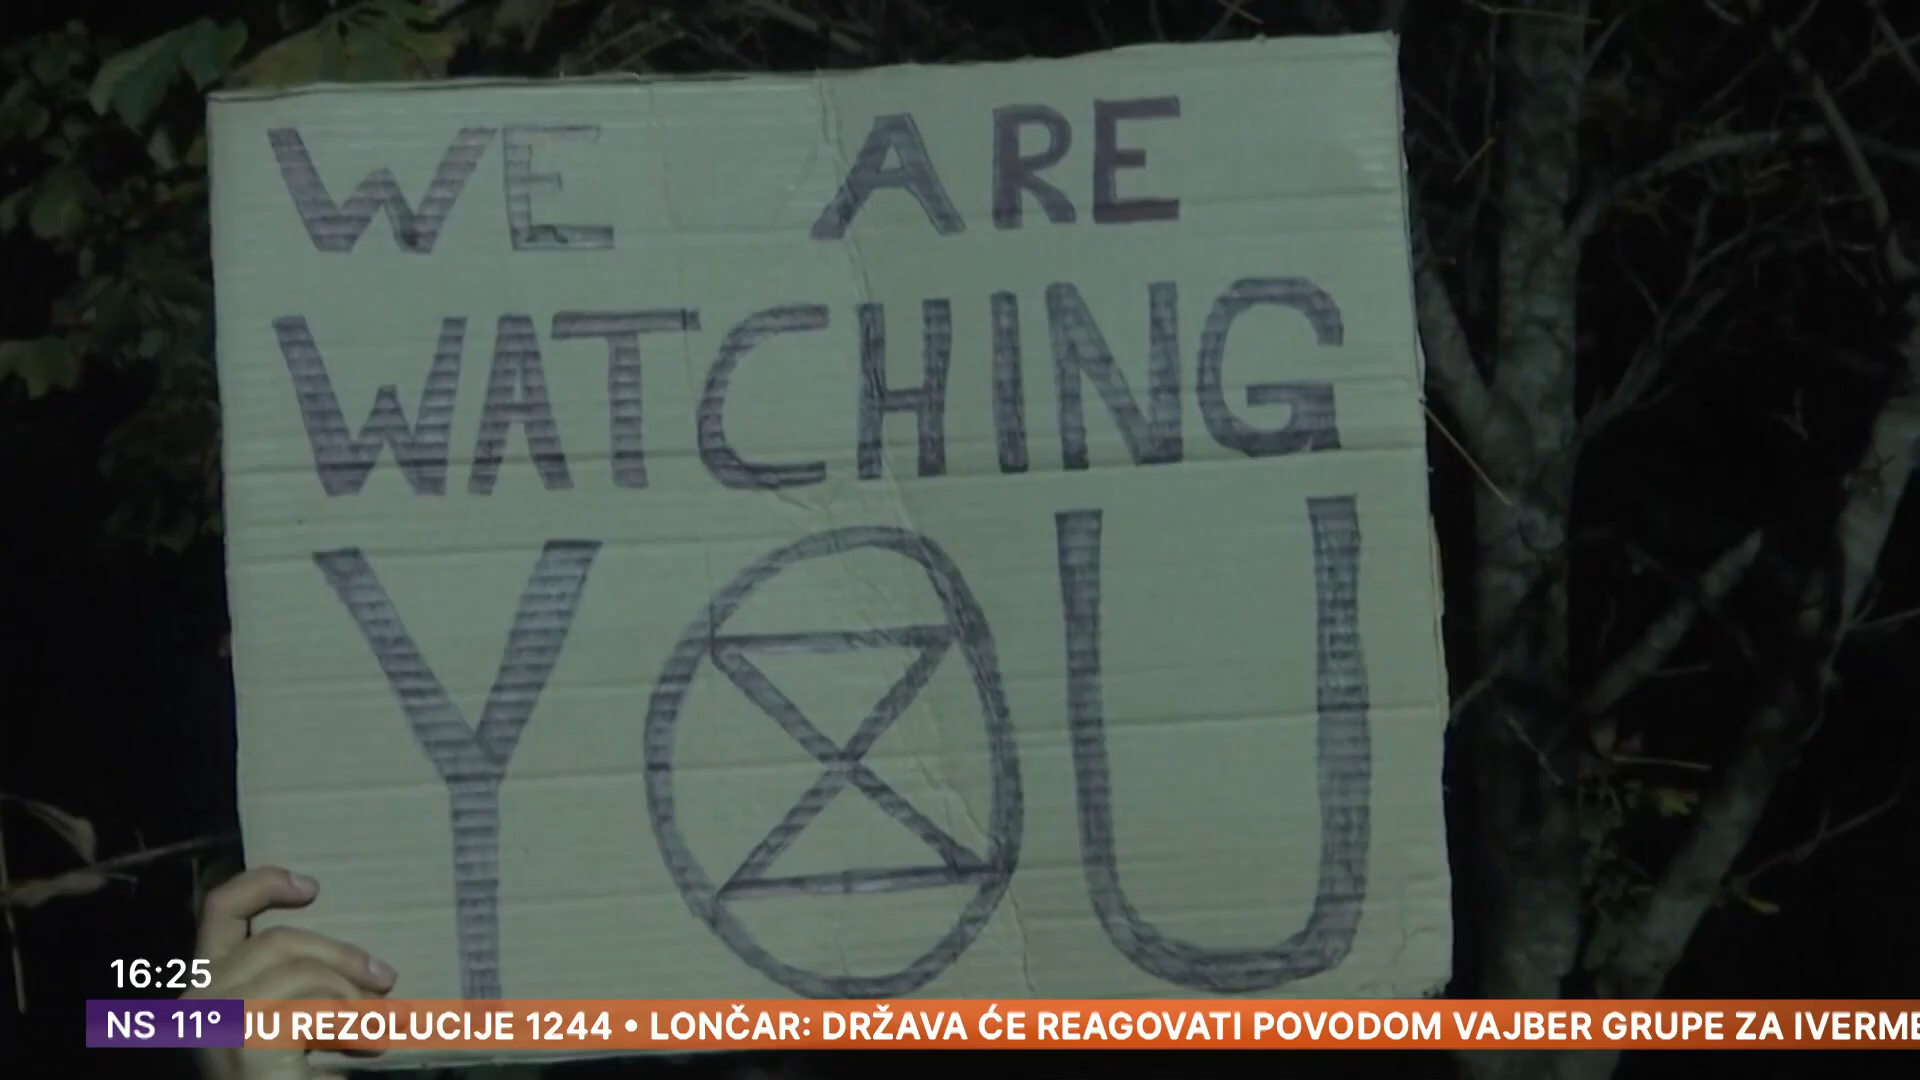 WE ARE
WATCHING
YOU
16:25
NS 11°
JU REZOLUCIJE 1244 • LONČAR: DRŽAVA ĆE REAGOVATI POVODOM VAJBER GRUPE ZA